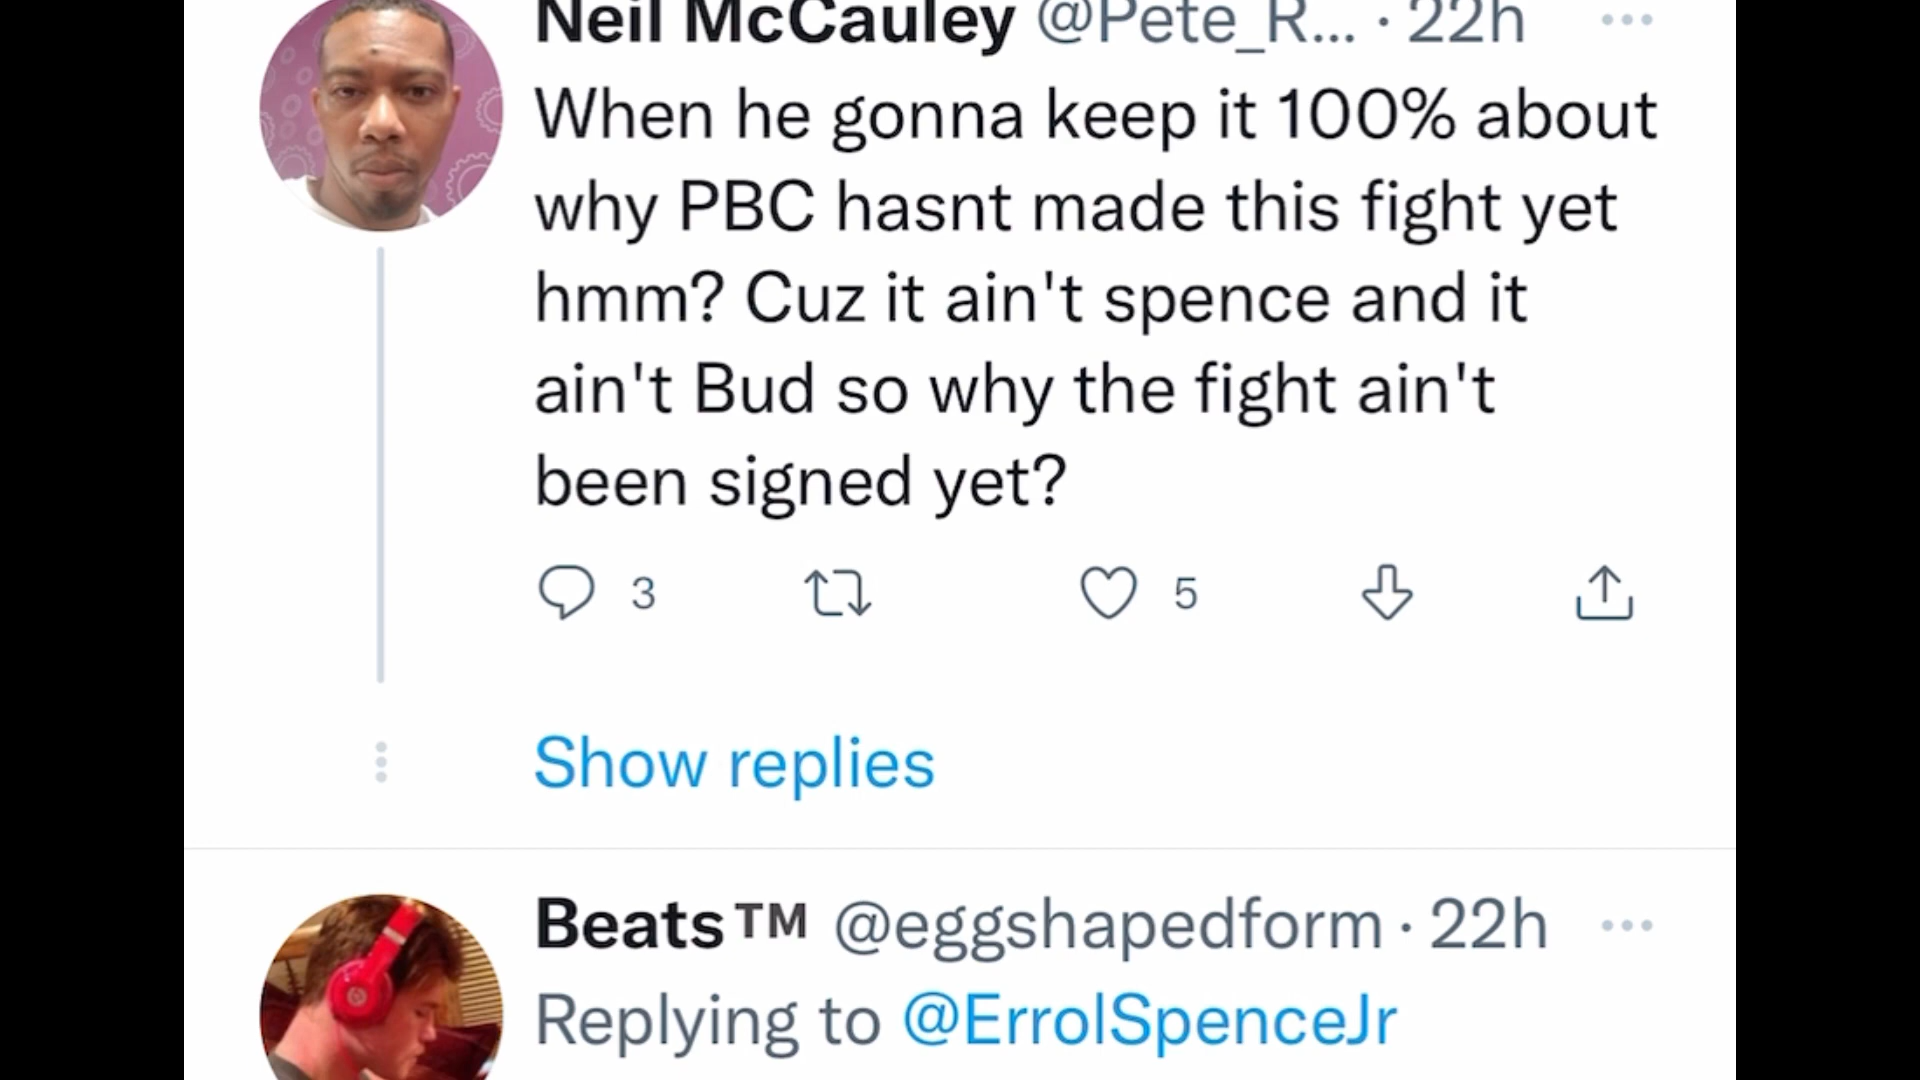 Neil McCauley @Pete_R... · 22h
When he gonna keep it 100% about
why PBC hasnt made this fight yet
hmm? Cuz it ain't spence and it
ain't Bud so why the fight ain't
been signed yet?
3 5
Show replies
Beats™ @eggshapedform · 22h
Replying to @ErrolSpenceJr